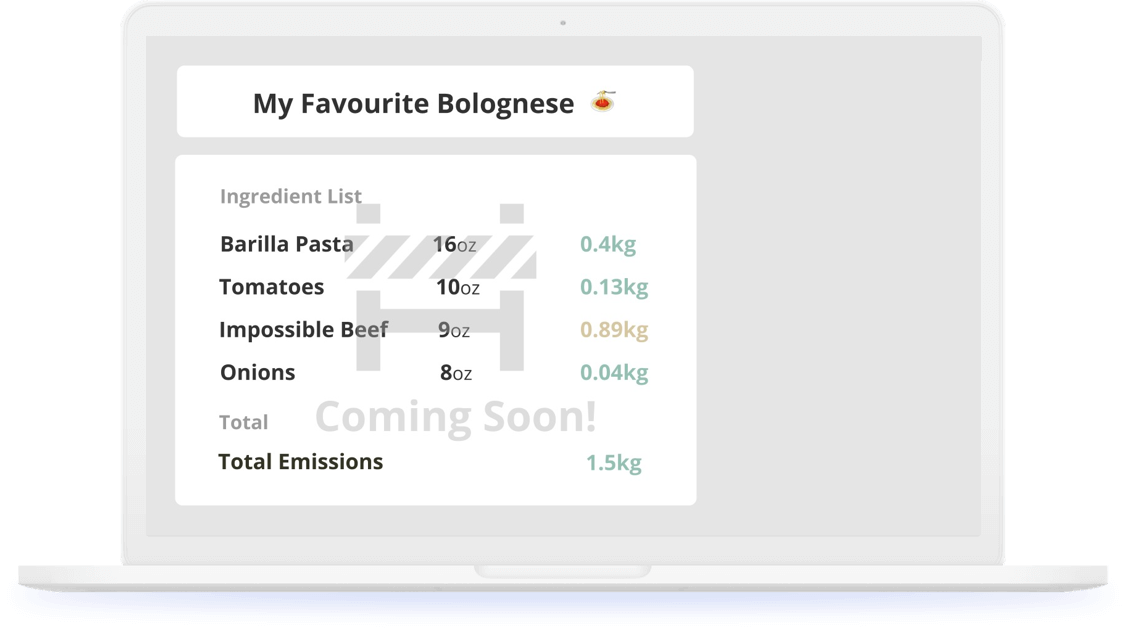 My Favourite Bolognese
Ingredient List
Barilla Pasta 16oz 0.4kg
Tomatoes 10oz 0.13kg
Impossible Beef 9oz 0.89kg
Onions 8oz 0.04kg
Total
Coming Soon!
Total Emissions 1.5kg